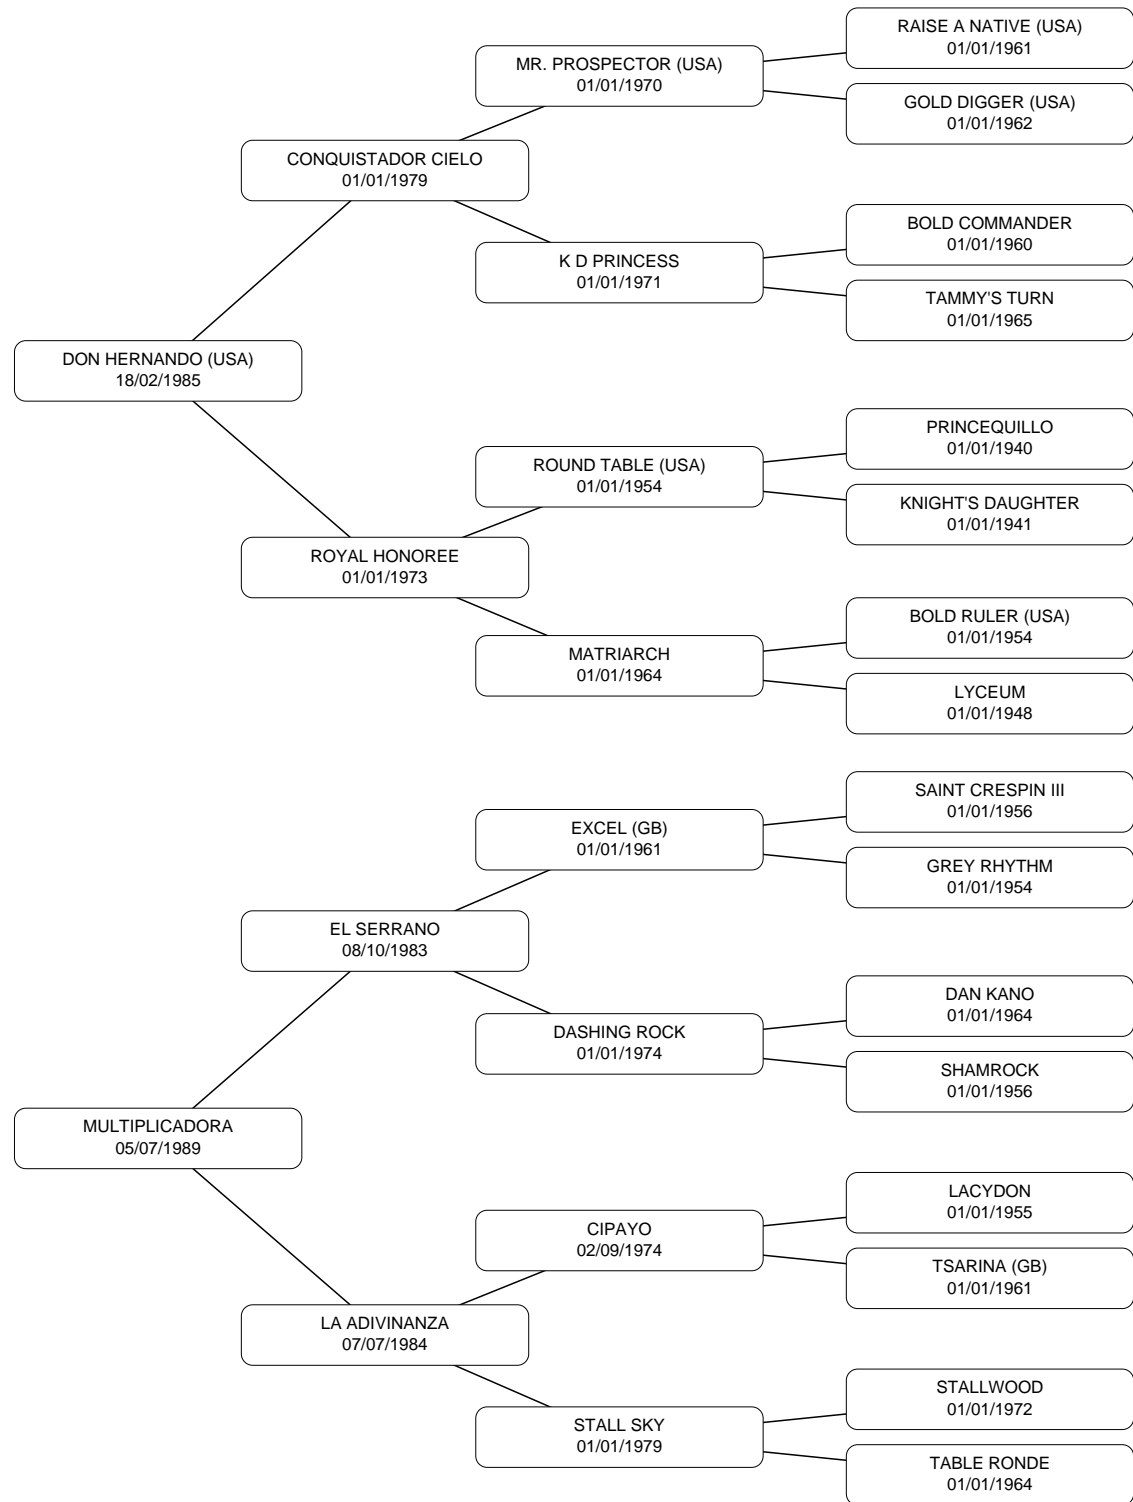 RAISE A NATIVE (USA)
01/01/1961
MR. PROSPECTOR (USA)
01/01/1970
GOLD DIGGER (USA)
01/01/1962
CONQUISTADOR CIELO
01/01/1979
BOLD COMMANDER
01/01/1960
K D PRINCESS
01/01/1971
TAMMY'S TURN
01/01/1965
DON HERNANDO (USA)
18/02/1985
PRINCEQUILLO
01/01/1940
ROUND TABLE (USA)
01/01/1954
KNIGHT'S DAUGHTER
01/01/1941
ROYAL HONOREE
01/01/1973
BOLD RULER (USA)
01/01/1954
MATRIARCH
01/01/1964
LYCEUM
01/01/1948
SAINT CRESPIN III
01/01/1956
EXCEL (GB)
01/01/1961
GREY RHYTHM
01/01/1954
EL SERRANO
08/10/1983
DAN KANO
01/01/1964
DASHING ROCK
01/01/1974
SHAMROCK
01/01/1956
MULTIPLICADORA
05/07/1989
LACYDON
01/01/1955
CIPAYO
02/09/1974
TSARINA (GB)
01/01/1961
LA ADIVINANZA
07/07/1984
STALLWOOD
01/01/1972
STALL SKY
01/01/1979
TABLE RONDE
01/01/1964